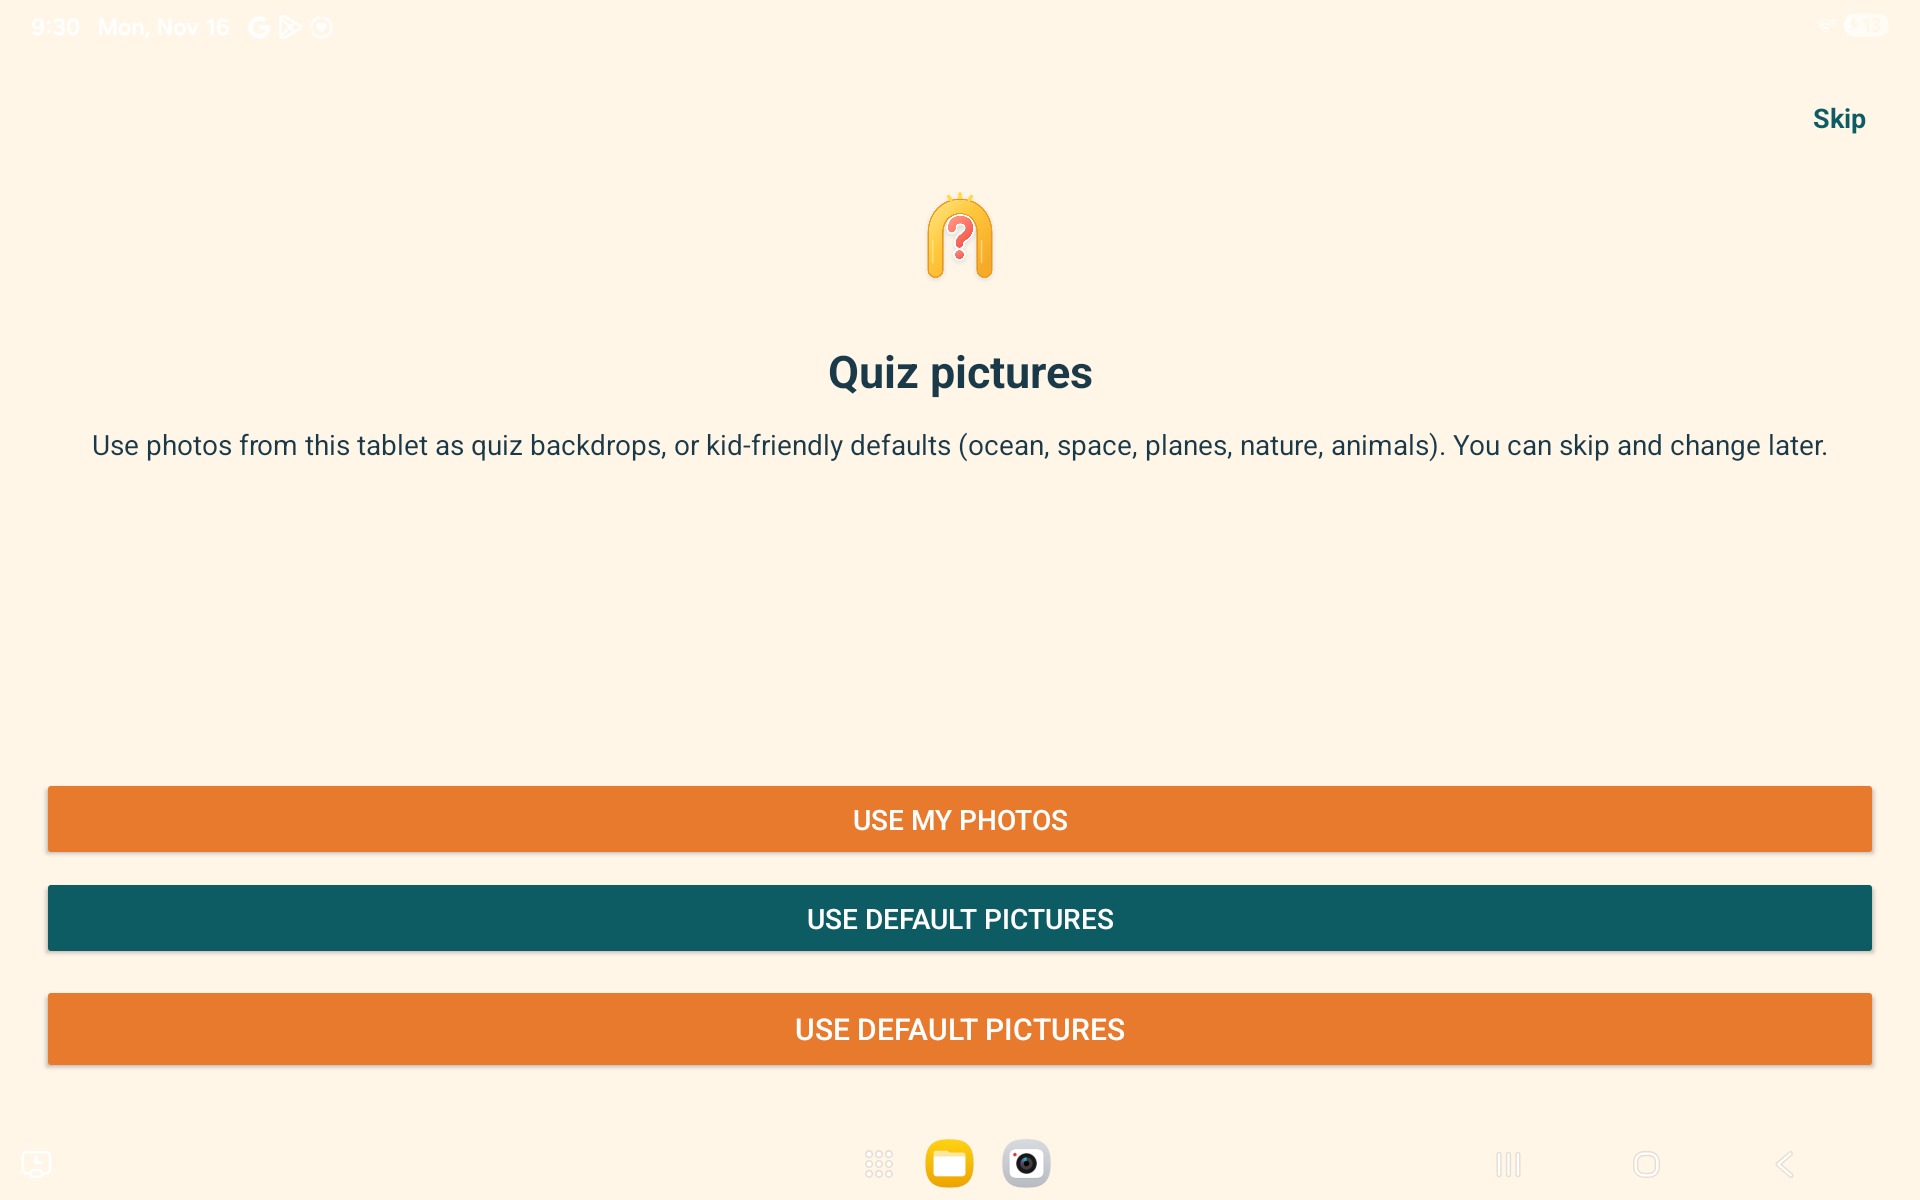 9:30 Mon, Nov 16
Skip
?
Quiz pictures
Use photos from this tablet as quiz backdrops, or kid-friendly defaults (ocean, space, planes, nature, animals). You can skip and change later.
USE MY PHOTOS
USE DEFAULT PICTURES
USE DEFAULT PICTURES